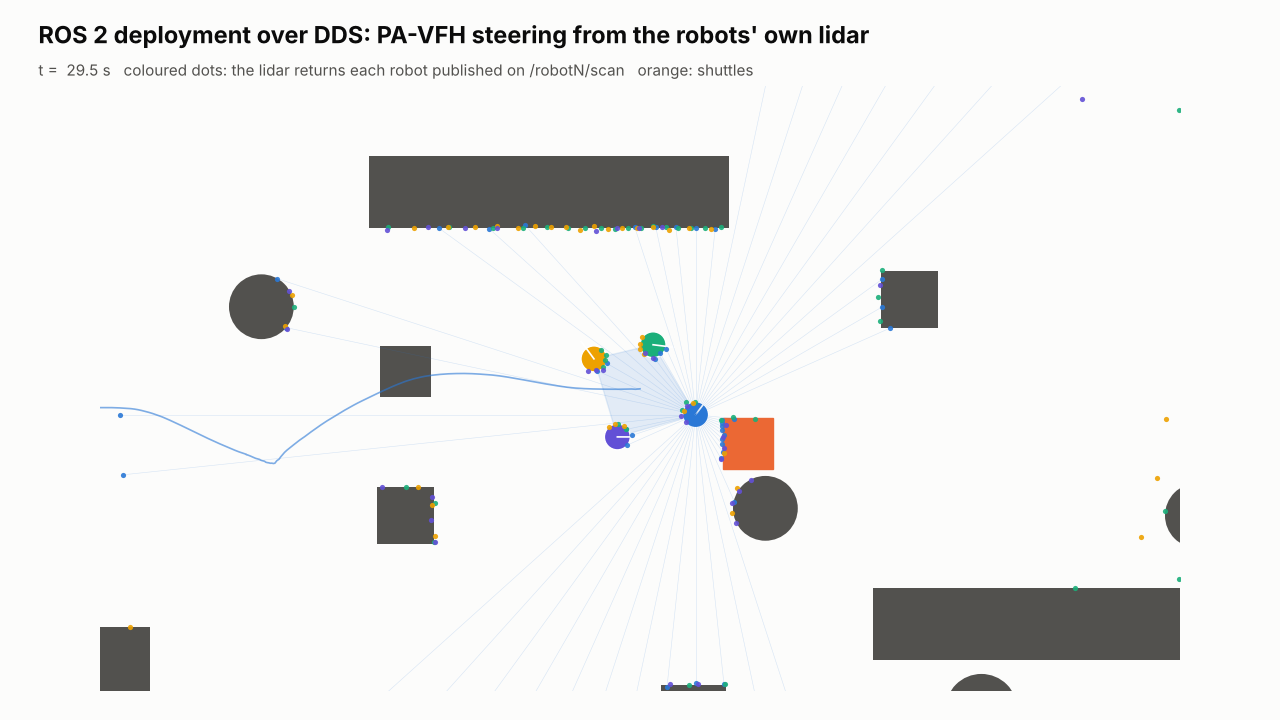 ROS 2 deployment over DDS: PA-VFH steering from the robots' own lidar
t =  29.5 s   coloured dots: the lidar returns each robot published on /robotN/scan   orange: shuttles